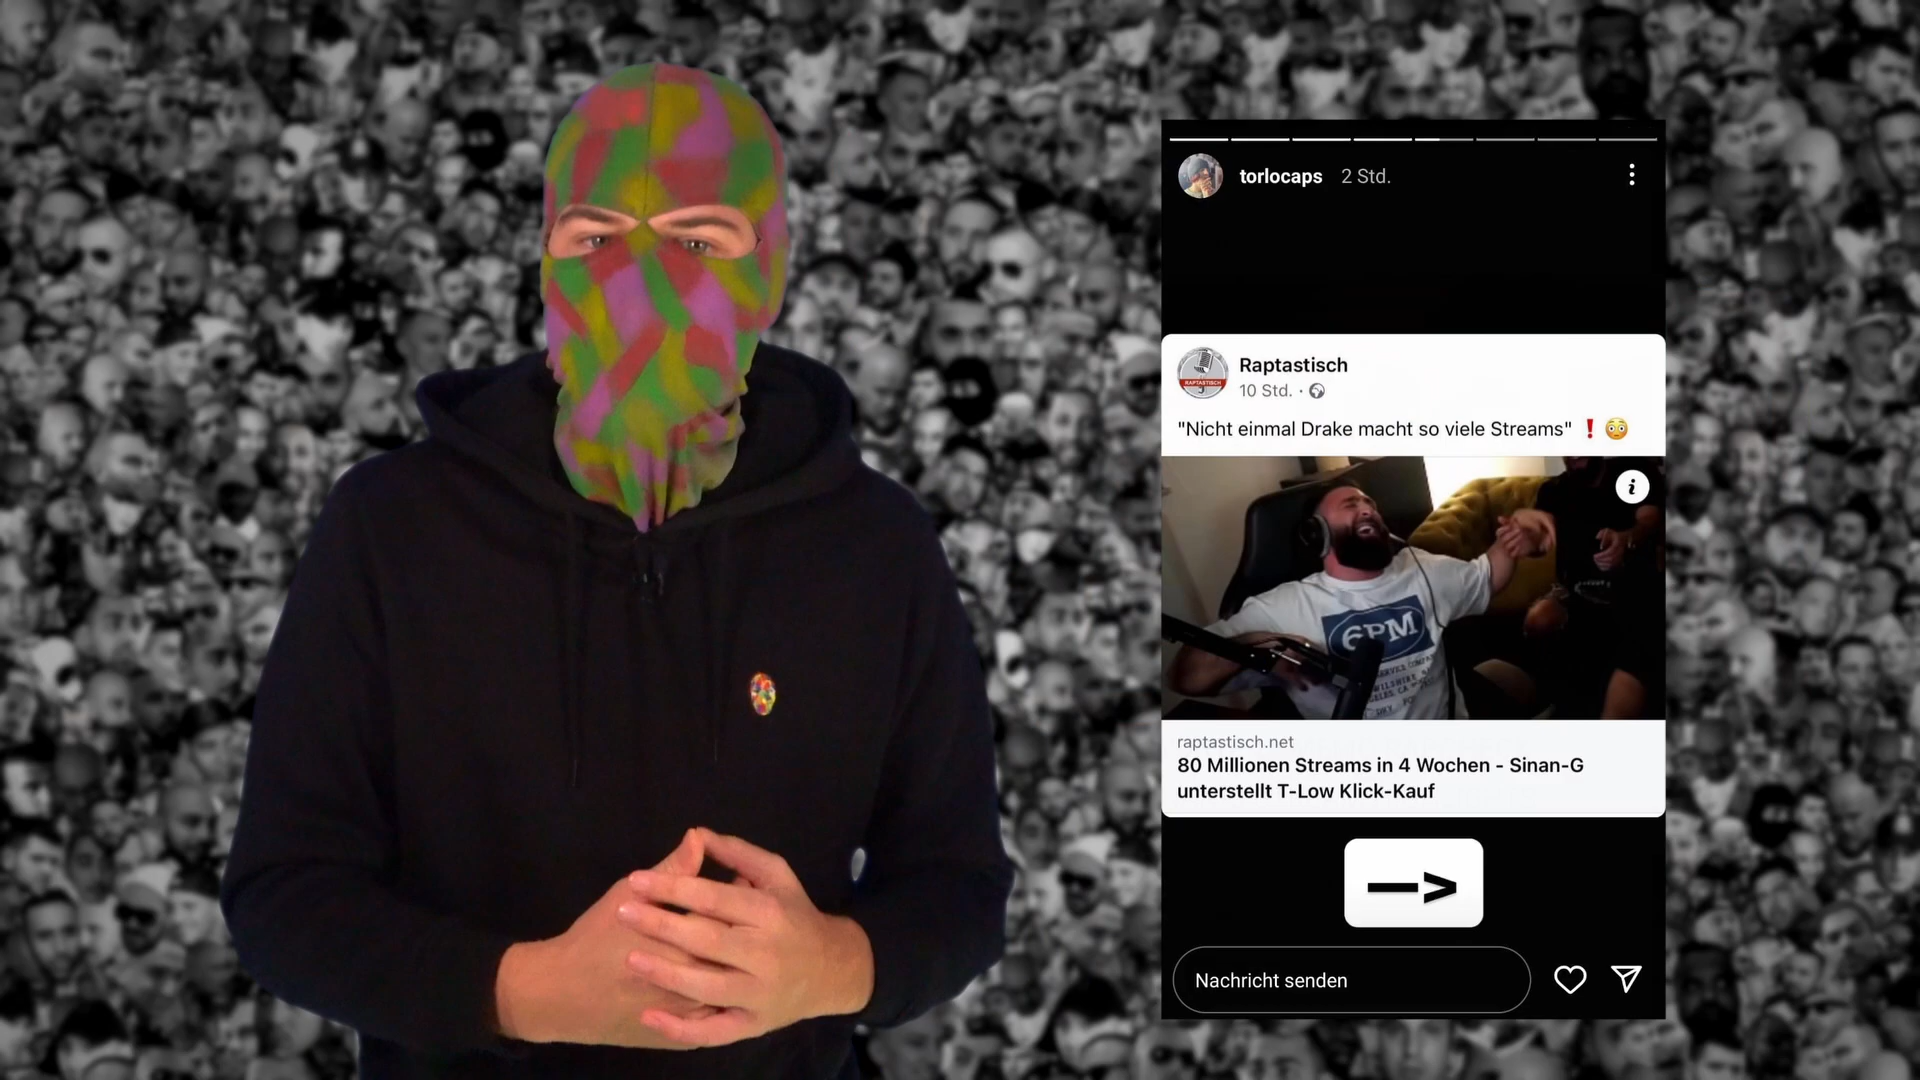 torlocaps 2 Std.
Raptastisch
RAPTASTISCH
10 Std. ·
"Nicht einmal Drake macht so viele Streams" ❗ 😳
6PM
raptastisch.net
80 Millionen Streams in 4 Wochen - Sinan-G
unterstellt T-Low Klick-Kauf
—>
Nachricht senden